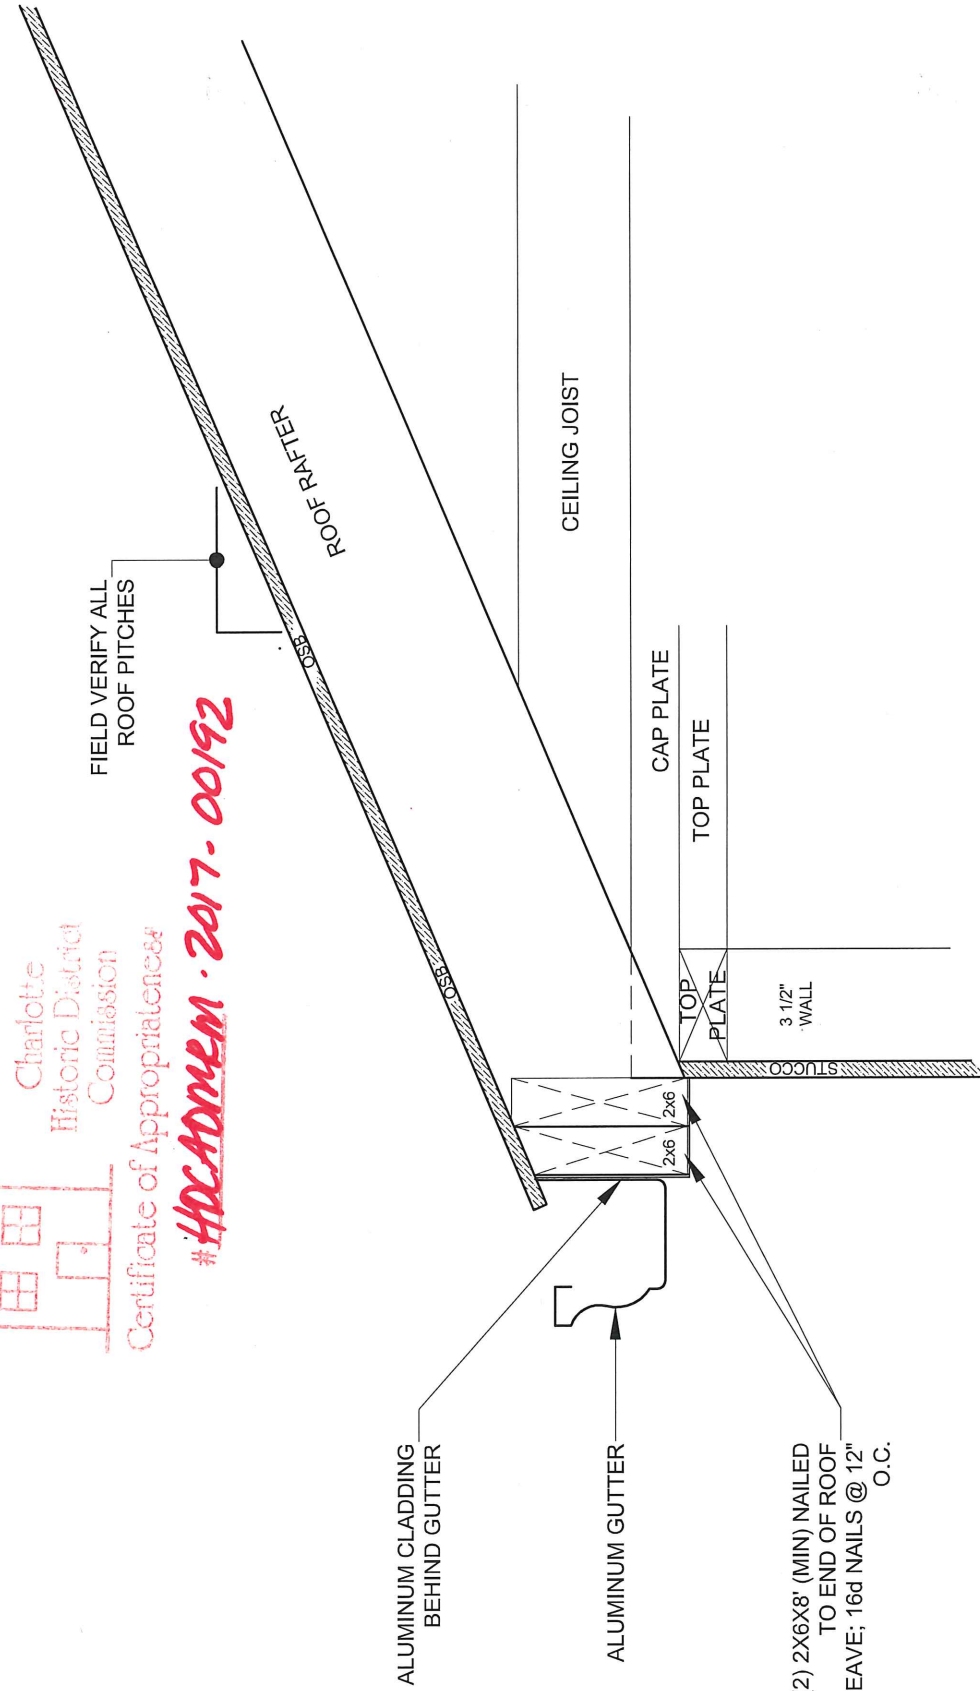 Charlotte
Historic District
Commission
Certificate of Appropriateness
#HDCADMRM · 2017- 00192
FIELD VERIFY ALL
ROOF PITCHES
OSB
OSB
ROOF RAFTER
CEILING JOIST
CAP PLATE
TOP PLATE
TOP
PLATE
3 1/2"
WALL
STUCCO
2x6
2x6
ALUMINUM CLADDING
BEHIND GUTTER
ALUMINUM GUTTER
2) 2X6X8' (MIN) NAILED
TO END OF ROOF
EAVE; 16d NAILS @ 12"
O.C.